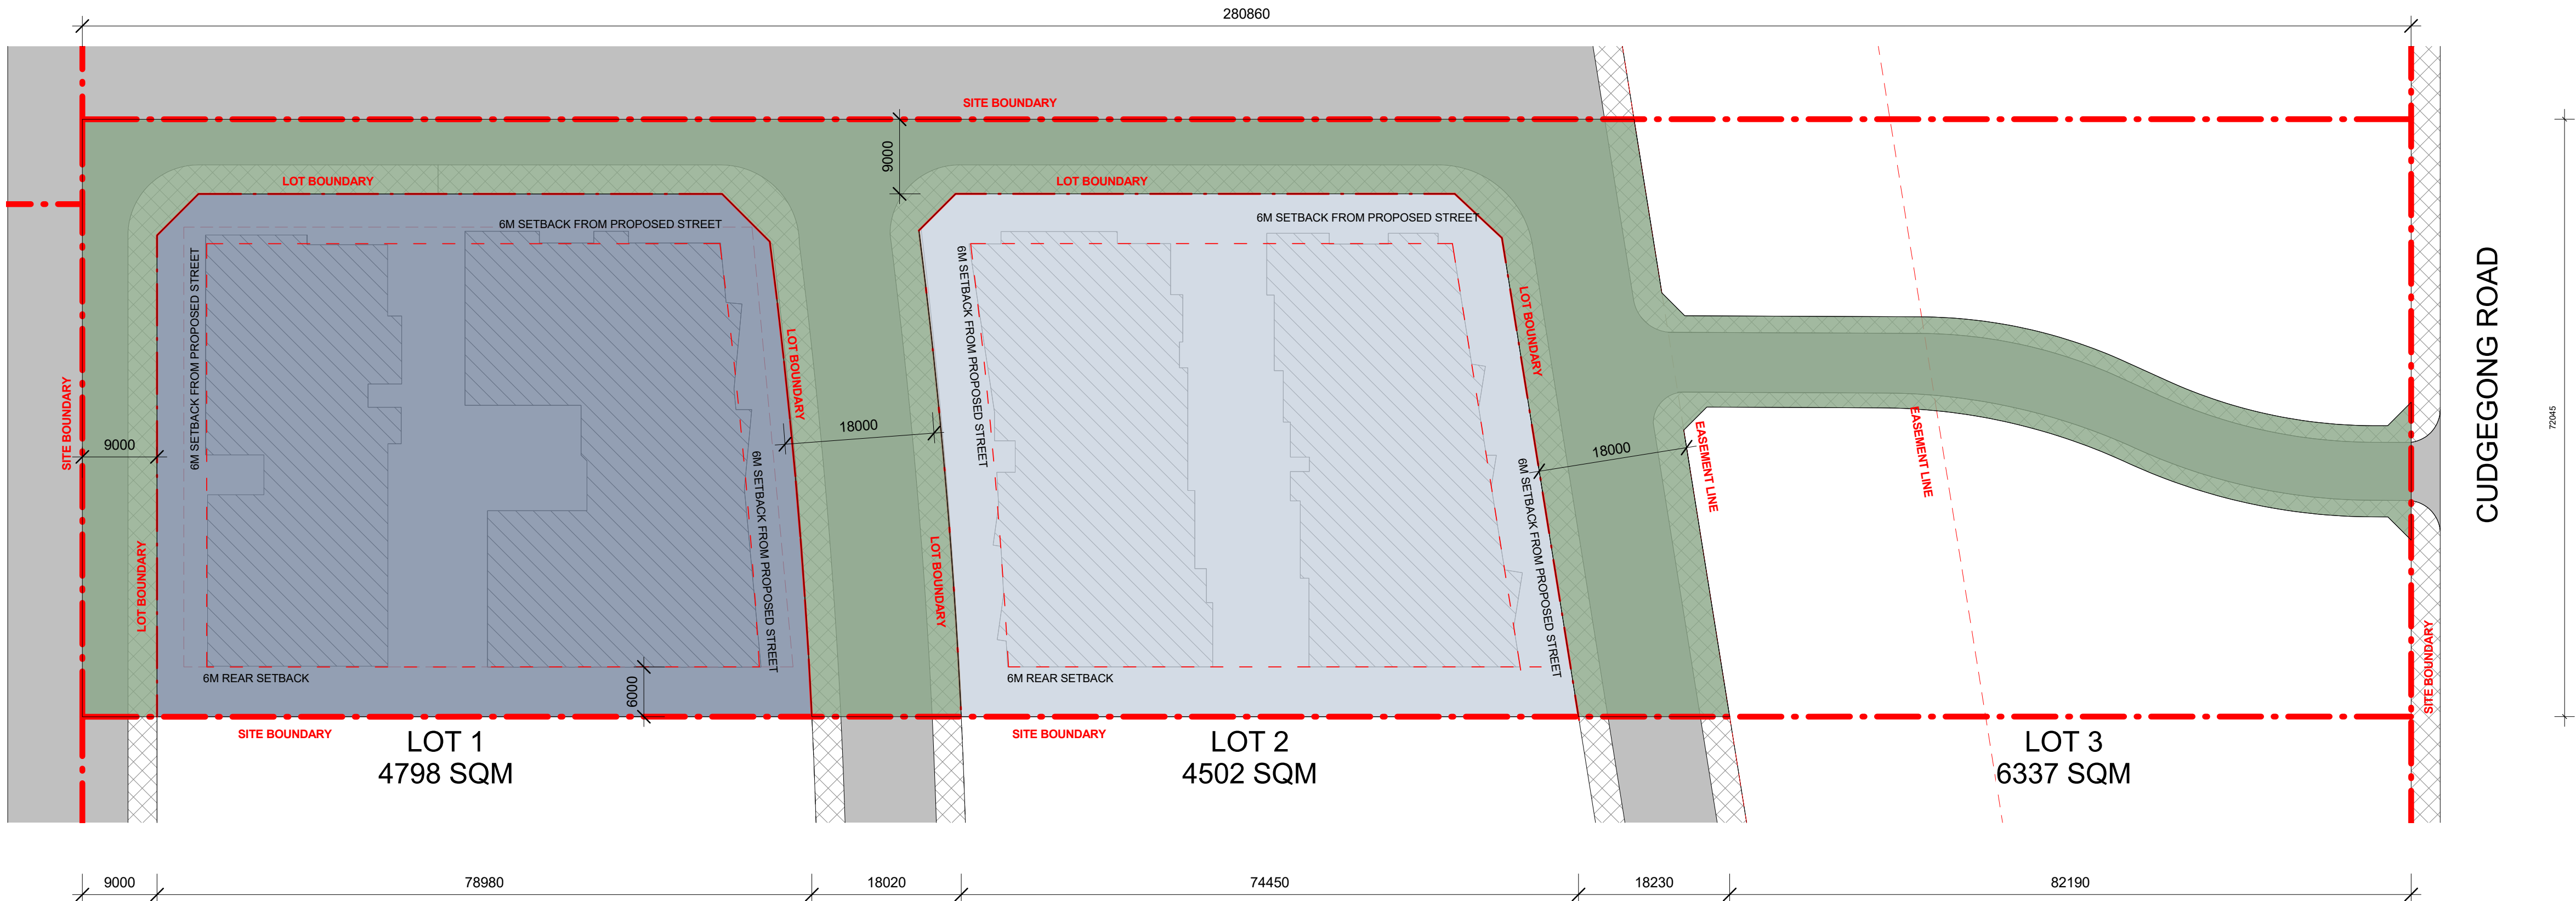 280860
SITE BOUNDARY
9000
LOT BOUNDARY
LOT BOUNDARY
6M SETBACK FROM PROPOSED STREET
6M SETBACK FROM PROPOSED STREET
6M SETBACK FROM PROPOSED STREET
6M SETBACK FROM PROPOSED STREET
LOT BOUNDARY
LOT BOUNDARY
CUDGEGONG ROAD
SITE BOUNDARY
9000
18000
18000
EASEMENT LINE
EASEMENT LINE
72045
6M SETBACK FROM PROPOSED STREET
6M SETBACK FROM PROPOSED STREET
LOT BOUNDARY
LOT BOUNDARY
SITE BOUNDARY
6M REAR SETBACK
6000
6M REAR SETBACK
SITE BOUNDARY
SITE BOUNDARY
LOT 1
4798 SQM
LOT 2
4502 SQM
LOT 3
6337 SQM
9000
78980
18020
74450
18230
82190